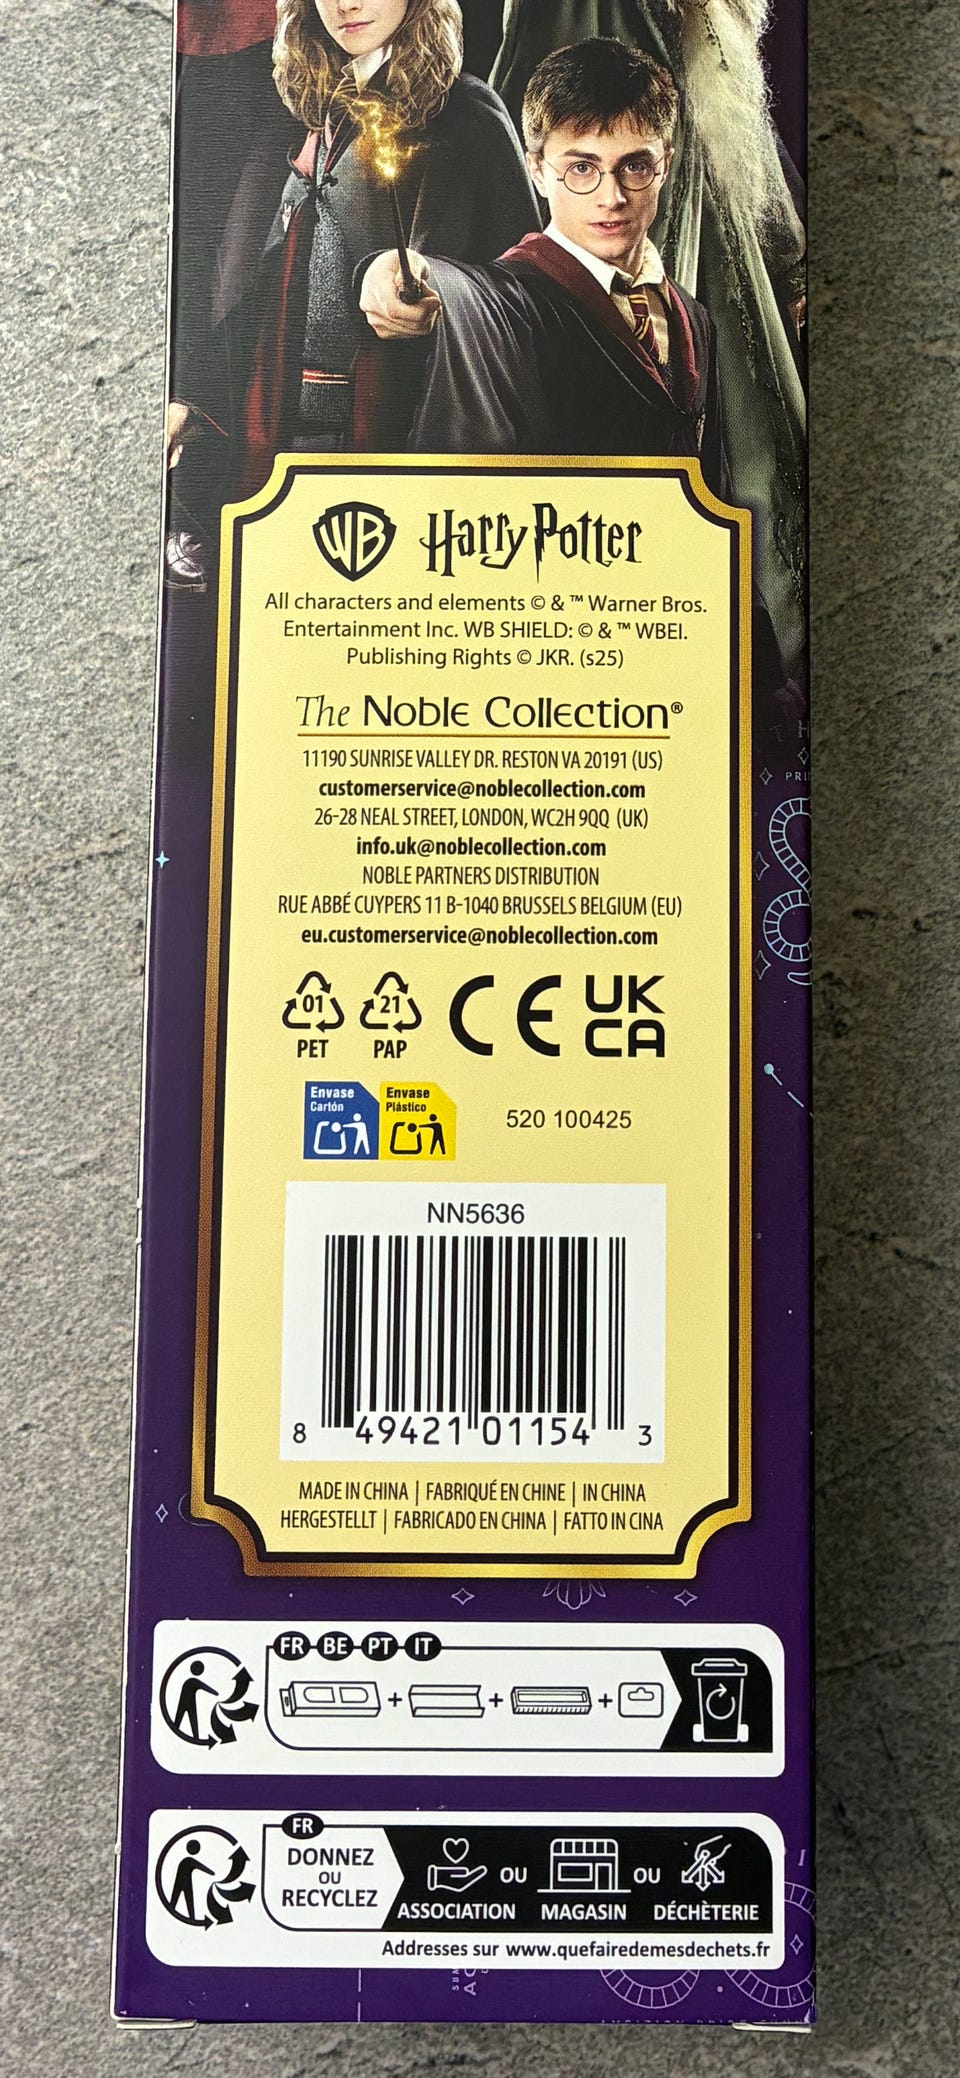 WB Harry Potter
All characters and elements © & ™ Warner Bros.
Entertainment Inc. WB SHIELD: © & ™ WBEI.
Publishing Rights © JKR. (s25)
The Noble Collection®
11190 SUNRISE VALLEY DR. RESTON VA 20191 (US)
customerservice@noblecollection.com
26-28 NEAL STREET, LONDON, WC2H 9QQ (UK)
info.uk@noblecollection.com
NOBLE PARTNERS DISTRIBUTION
RUE ABBÉ CUYPERS 11 B-1040 BRUSSELS BELGIUM (EU)
eu.customerservice@noblecollection.com
01 21 CE UK
PET PAP CA
Envase Envase
Cartón Plástico
520 100425
NN5636
8 49421 01154 3
MADE IN CHINA | FABRIQUÉ EN CHINE | IN CHINA
HERGESTELLT | FABRICADO EN CHINA | FATTO IN CINA
FR BE PT IT
+ + +
FR
DONNEZ
OU
RECYCLEZ
OU OU
ASSOCIATION MAGASIN DÉCHÈTERIE
Addresses sur www.quefairedemesdechets.fr